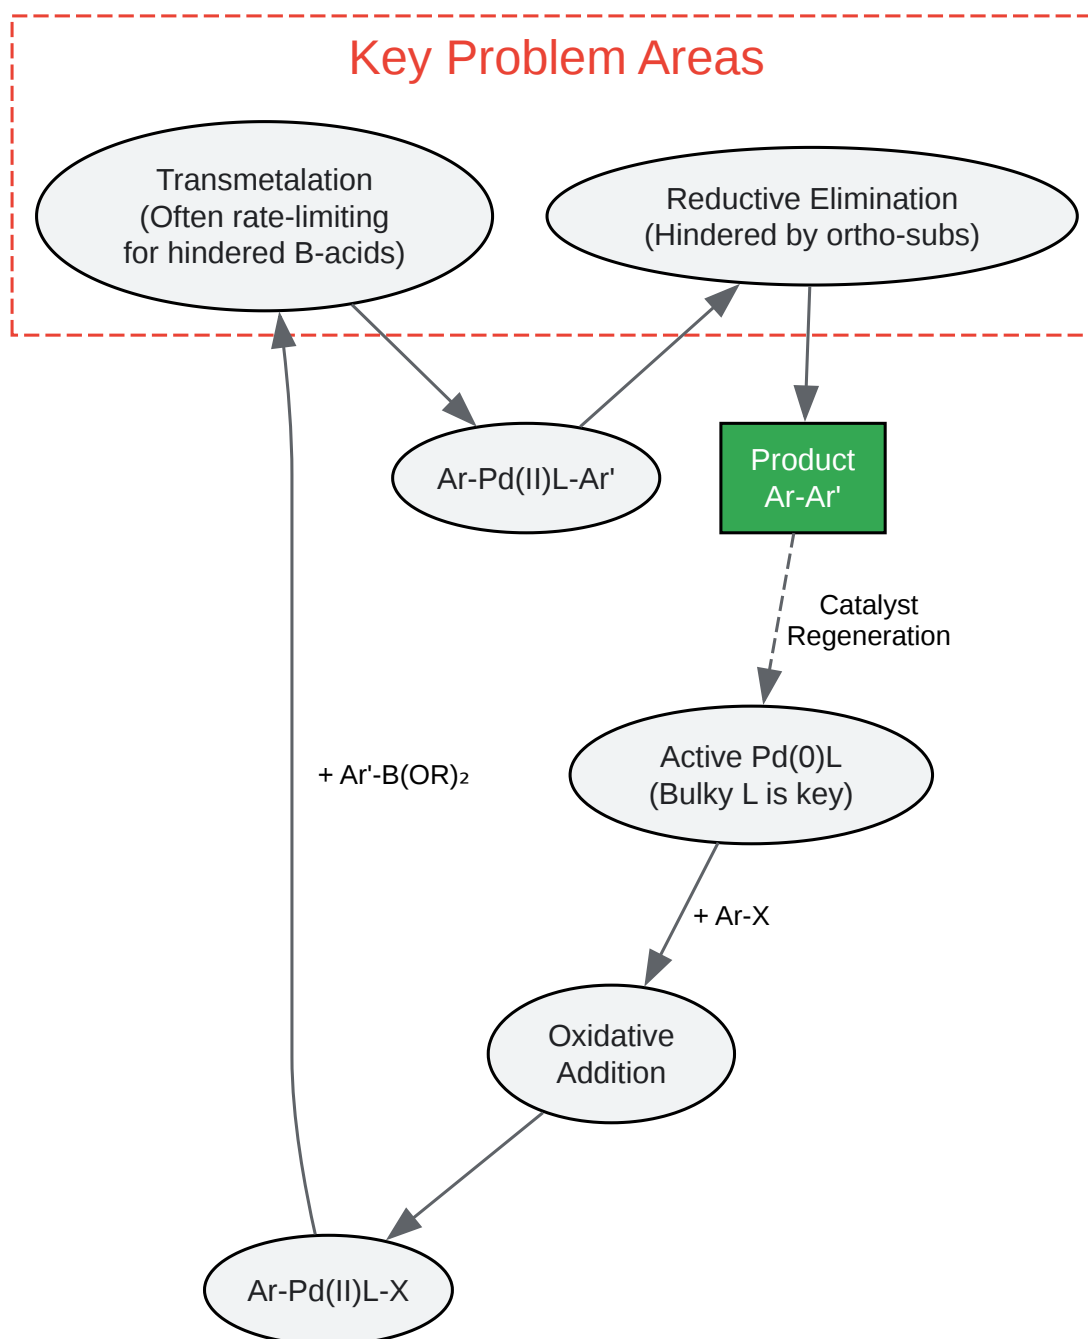 Key Problem Areas
Transmetalation
(Often rate-limiting
for hindered B-acids)
Reductive Elimination
(Hindered by ortho-subs)
Ar-Pd(II)L-Ar'
Product
Ar-Ar'
Catalyst
Regeneration
Active Pd(0)L
(Bulky L is key)
+ Ar'-B(OR)₂
+ Ar-X
Oxidative
Addition
Ar-Pd(II)L-X